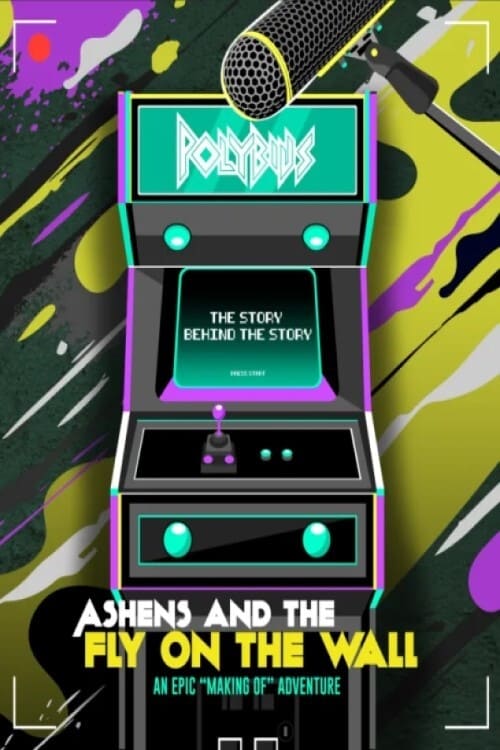 POLYBIUS
THE STORY
BEHIND THE STORY
PRESS START
ASHENS AND THE
FLY ON THE WALL
AN EPIC "MAKING OF" ADVENTURE